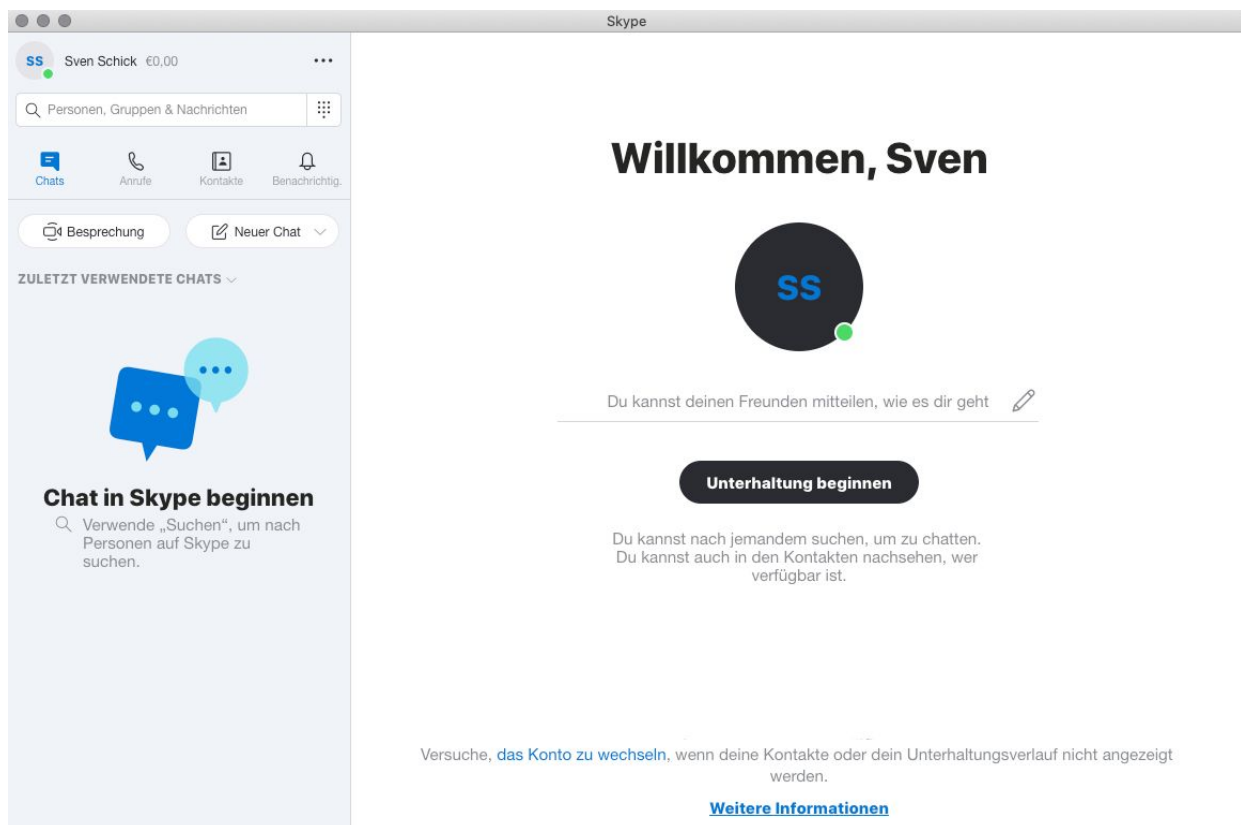 Skype
SS Sven Schick €0,00
Personen, Gruppen & Nachrichten
Chats Anrufe Kontakte Benachrichtig.
Besprechung Neuer Chat
ZULETZT VERWENDETE CHATS
Chat in Skype beginnen
Verwende „Suchen“, um nach
Personen auf Skype zu
suchen.
Willkommen, Sven
SS
Du kannst deinen Freunden mitteilen, wie es dir geht
Unterhaltung beginnen
Du kannst nach jemandem suchen, um zu chatten.
Du kannst auch in den Kontakten nachsehen, wer
verfügbar ist.
Versuche, das Konto zu wechseln, wenn deine Kontakte oder dein Unterhaltungsverlauf nicht angezeigt
werden.
Weitere Informationen